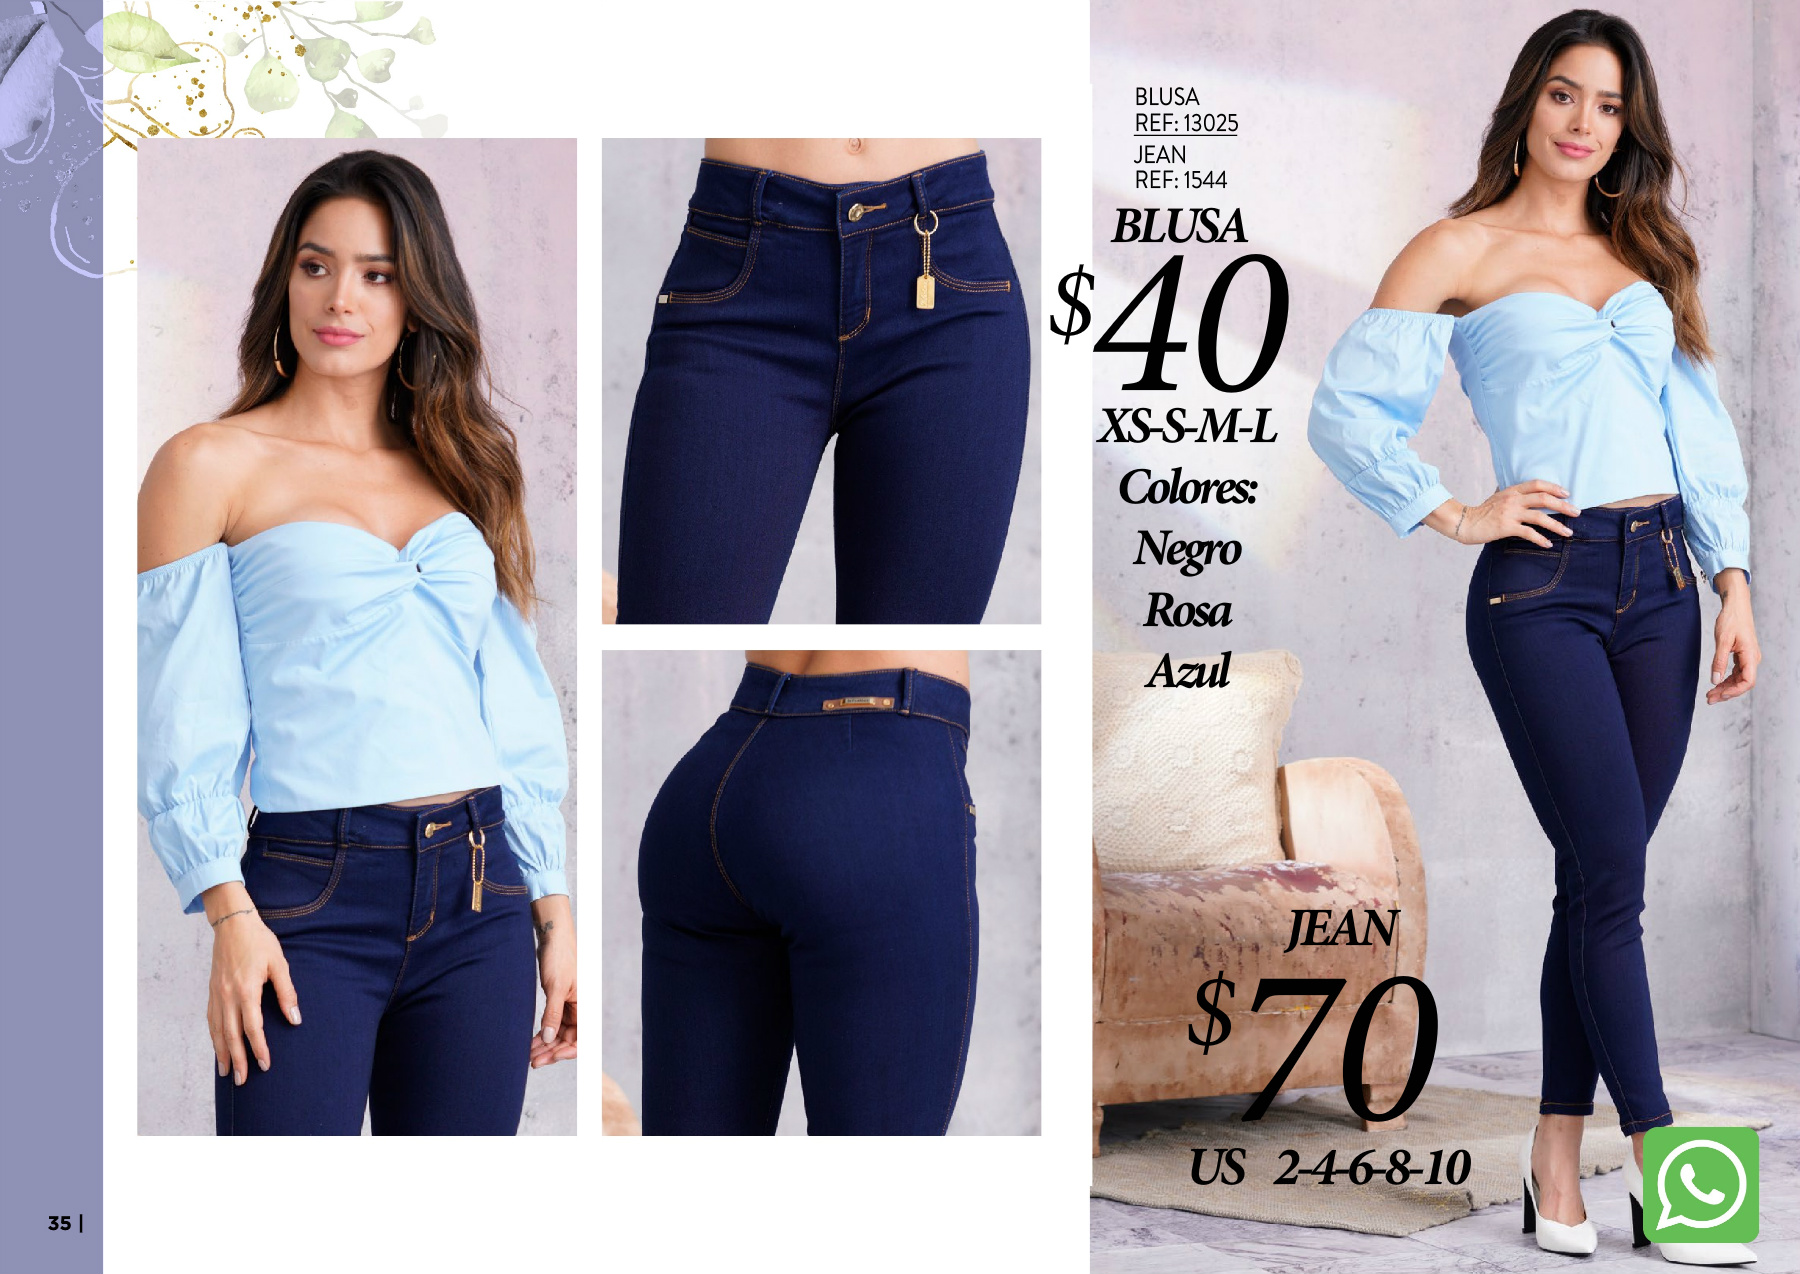 BLUSA
REF: 13025
JEAN
REF: 1544
BLUSA
$40
XS-S-M-L
Colores:
Negro
Rosa
Azul
JEAN
$70
US 2-4-6-8-10
35 |